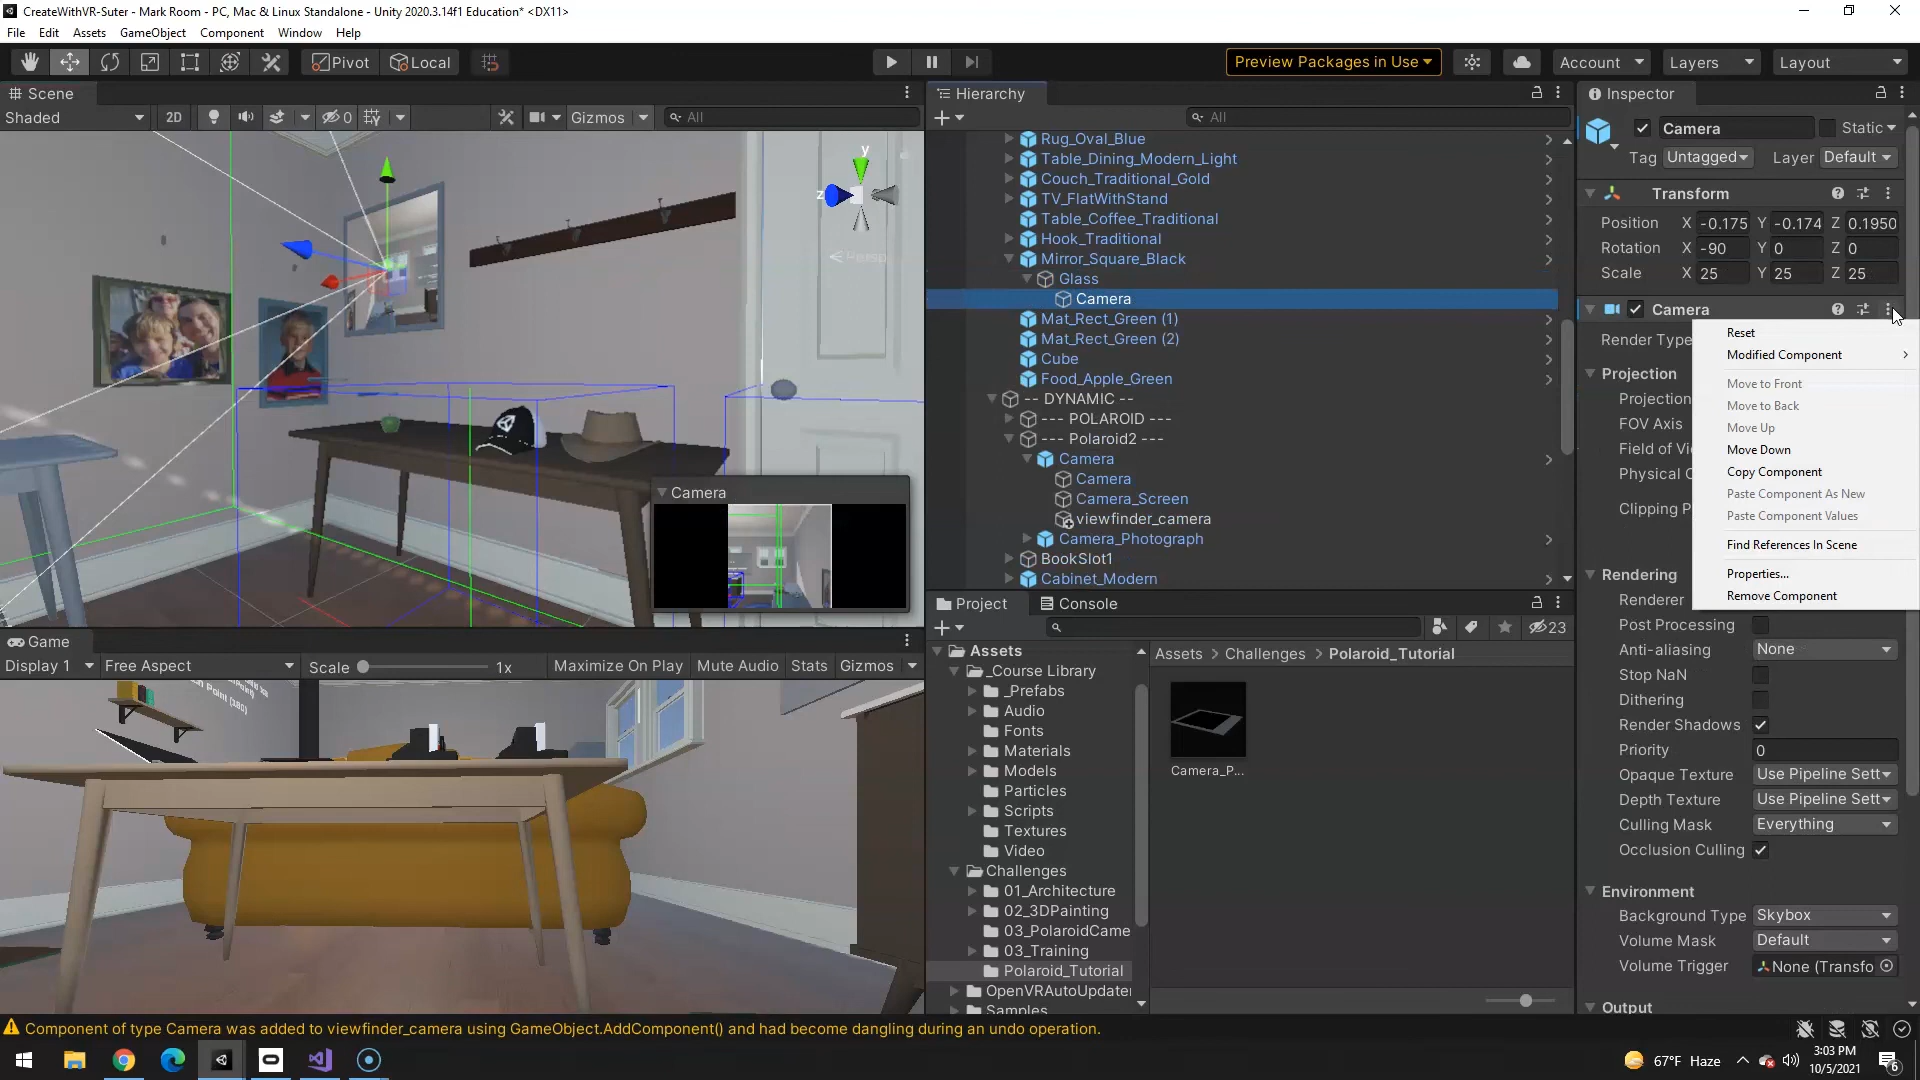 CreateWithVR-Suter - Mark Room - PC, Mac & Linux Standalone - Unity 2020.3.14f1 Education* <DX11>
File Edit Assets GameObject Component Window Help
Pivot Local Preview Packages in Use Account Layers Layout
Scene
Shaded 2D 0 Gizmos All
y
z
Persp
Camera
Game
Display 1 Free Aspect Scale 1x Maximize On Play Mute Audio Stats Gizmos
Hierarchy
All
Rug_Oval_Blue
Table_Dining_Modern_Light
Couch_Traditional_Gold
TV_FlatWithStand
Table_Coffee_Traditional
Hook_Traditional
Mirror_Square_Black
Glass
Camera
Mat_Rect_Green (1)
Mat_Rect_Green (2)
Cube
Food_Apple_Green
-- DYNAMIC --
--- POLAROID ---
--- Polaroid2 ---
Camera
Camera
Camera_Screen
viewfinder_camera
Camera_Photograph
BookSlot1
Cabinet_Modern
Project Console
23
Assets
_Course Library
_Prefabs
Audio
Fonts
Materials
Models
Particles
Scripts
Textures
Video
Challenges
01_Architecture
02_3DPainting
03_PolaroidCame
03_Training
Polaroid_Tutorial
OpenVRAutoUpdater
Samples
Assets > Challenges > Polaroid_Tutorial
Camera_P...
Inspector
Camera Static
Tag Untagged Layer Default
Transform
Position X -0.175 Y -0.174 Z 0.1950
Rotation X -90 Y 0 Z 0
Scale X 25 Y 25 Z 25
Camera
Render Type
Projection
Projection
FOV Axis
Field of Vi
Physical C
Clipping P
Reset
Modified Component
Move to Front
Move to Back
Move Up
Move Down
Copy Component
Paste Component As New
Paste Component Values
Find References In Scene
Properties...
Remove Component
Rendering
Renderer
Post Processing
Anti-aliasing None
Stop NaN
Dithering
Render Shadows
Priority 0
Opaque Texture Use Pipeline Sett
Depth Texture Use Pipeline Sett
Culling Mask Everything
Occlusion Culling
Environment
Background Type Skybox
Volume Mask Default
Volume Trigger None (Transfo
Output
Component of type Camera was added to viewfinder_camera using GameObject.AddComponent() and had become dangling during an undo operation.
67°F Haze
3:03 PM
10/5/2021
6